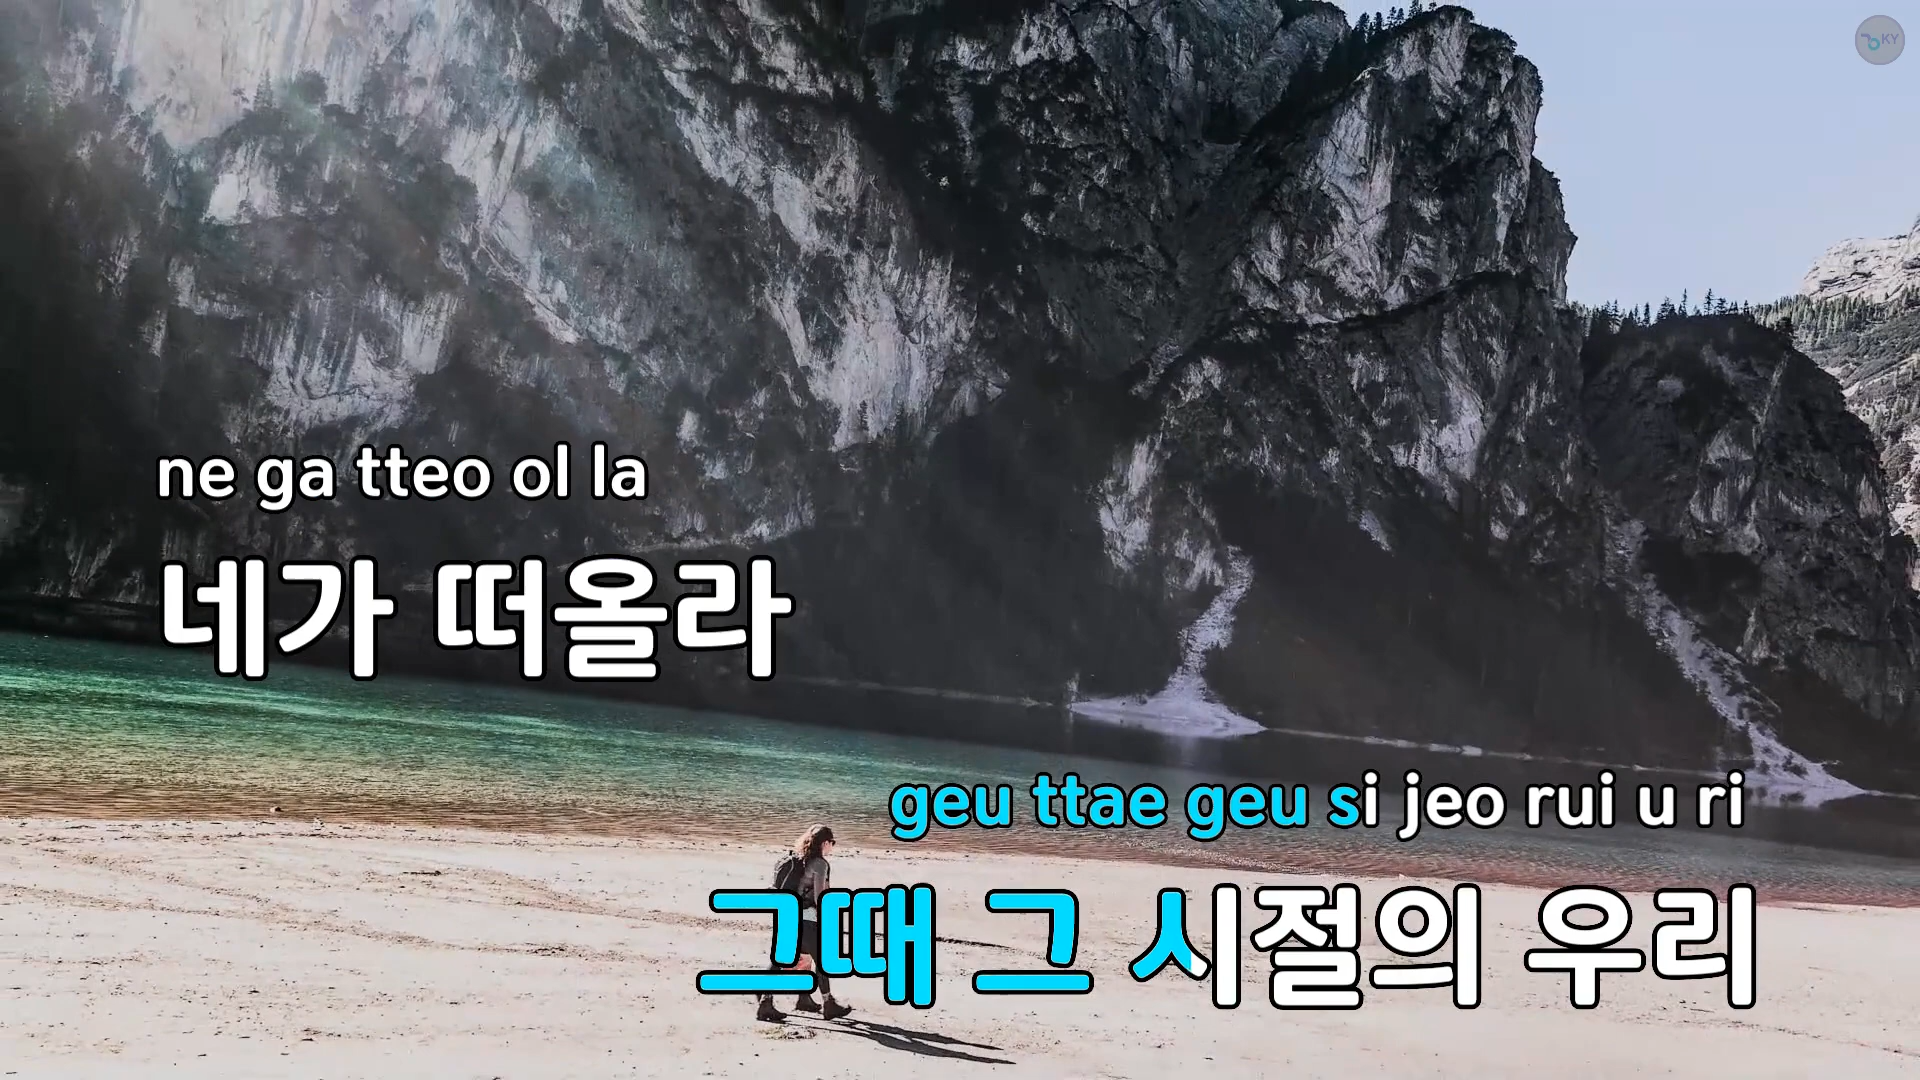 KY
ne ga tteo ol la
네가 떠올라
geu ttae geu si jeo rui u ri
그때 그 시절의 우리